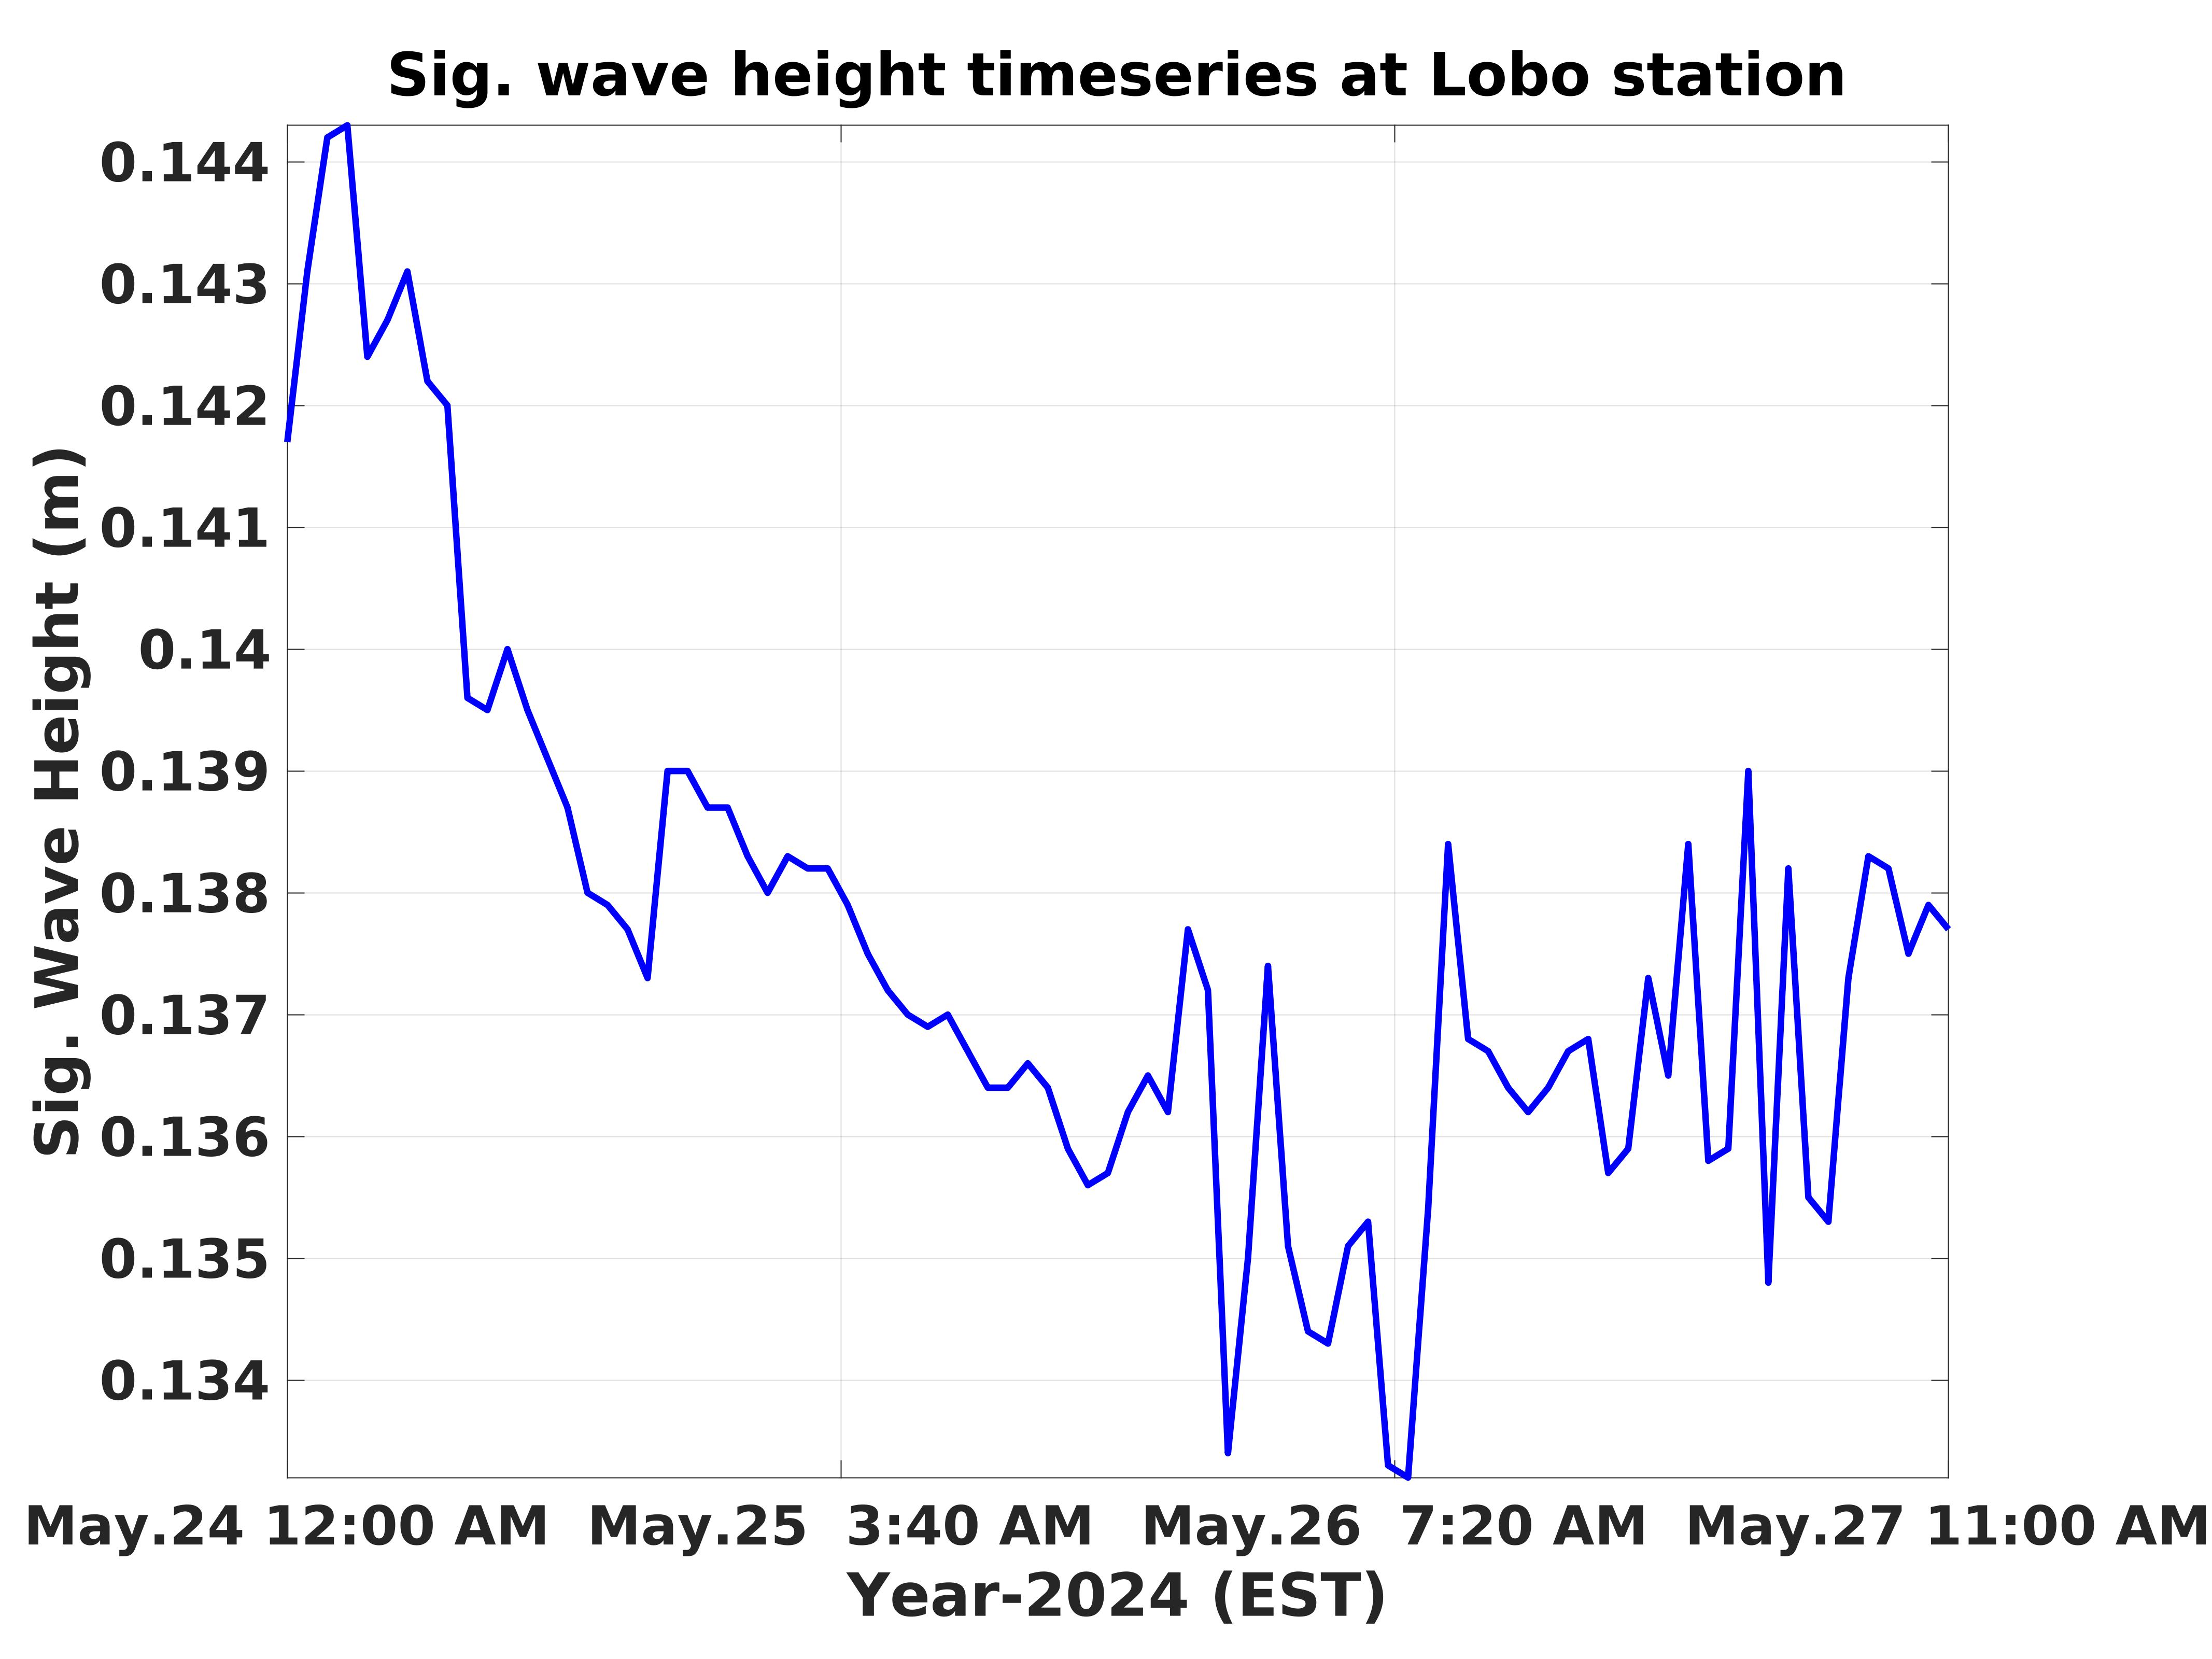 Sig. wave height timeseries at Lobo station
0.144
0.143
0.142
0.141
0.14
0.139
0.138
0.137
0.136
0.135
0.134
Sig. Wave Height (m)
May.24 12:00 AM May.25 3:40 AM May.26 7:20 AM May.27 11:00 AM
Year-2024 (EST)